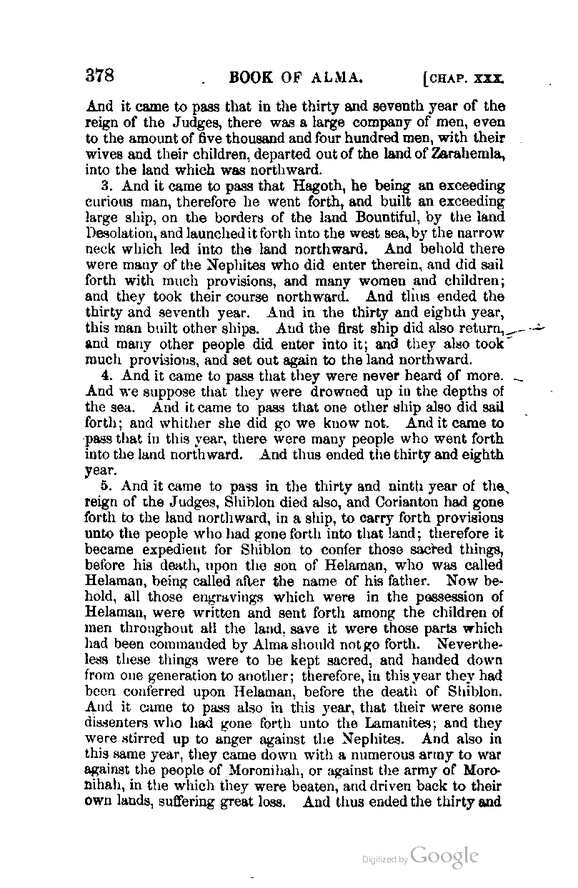 378 BOOK OF ALMA. [CHAP. XXX.
And it came to pass that in the thirty and seventh year of the
reign of the Judges, there was a large company of men, even
to the amount of five thousand and four hundred men, with their
wives and their children, departed out of the land of Zarahemla,
into the land which was northward.
3. And it came to pass that Hagoth, he being an exceeding
curious man, therefore he went forth, and built an exceeding
large ship, on the borders of the land Bountiful, by the land
Desolation, and launched it forth into the west sea, by the narrow
neck which led into the land northward. And behold there
were many of the Nephites who did enter therein, and did sail
forth with much provisions, and many women and children;
and they took their course northward. And thus ended the
thirty and seventh year. And in the thirty and eighth year,
this man built other ships. And the first ship did also return,
and many other people did enter into it; and they also took
much provisions, and set out again to the land northward.
4. And it came to pass that they were never heard of more.
And we suppose that they were drowned up in the depths of
the sea. And it came to pass that one other ship also did sail
forth; and whither she did go we know not. And it came to
pass that in this year, there were many people who went forth
into the land northward. And thus ended the thirty and eighth
year.
5. And it came to pass in the thirty and ninth year of the
reign of the Judges, Shiblon died also, and Corianton had gone
forth to the land northward, in a ship, to carry forth provisions
unto the people who had gone forth into that land; therefore it
became expedient for Shiblon to confer those sacred things,
before his death, upon the son of Helaman, who was called
Helaman, being called after the name of his father. Now be-
hold, all those engravings which were in the possession of
Helaman, were written and sent forth among the children of
men throughout all the land, save it were those parts which
had been commanded by Alma should not go forth. Neverthe-
less these things were to be kept sacred, and handed down
from one generation to another; therefore, in this year they had
been conferred upon Helaman, before the death of Shiblon.
And it came to pass also in this year, that their were some
dissenters who had gone forth unto the Lamanites; and they
were stirred up to anger against the Nephites. And also in
this same year, they came down with a numerous army to war
against the people of Moronihah, or against the army of Moro-
nihah, in the which they were beaten, and driven back to their
own lands, suffering great loss. And thus ended the thirty and
Digitized by Google